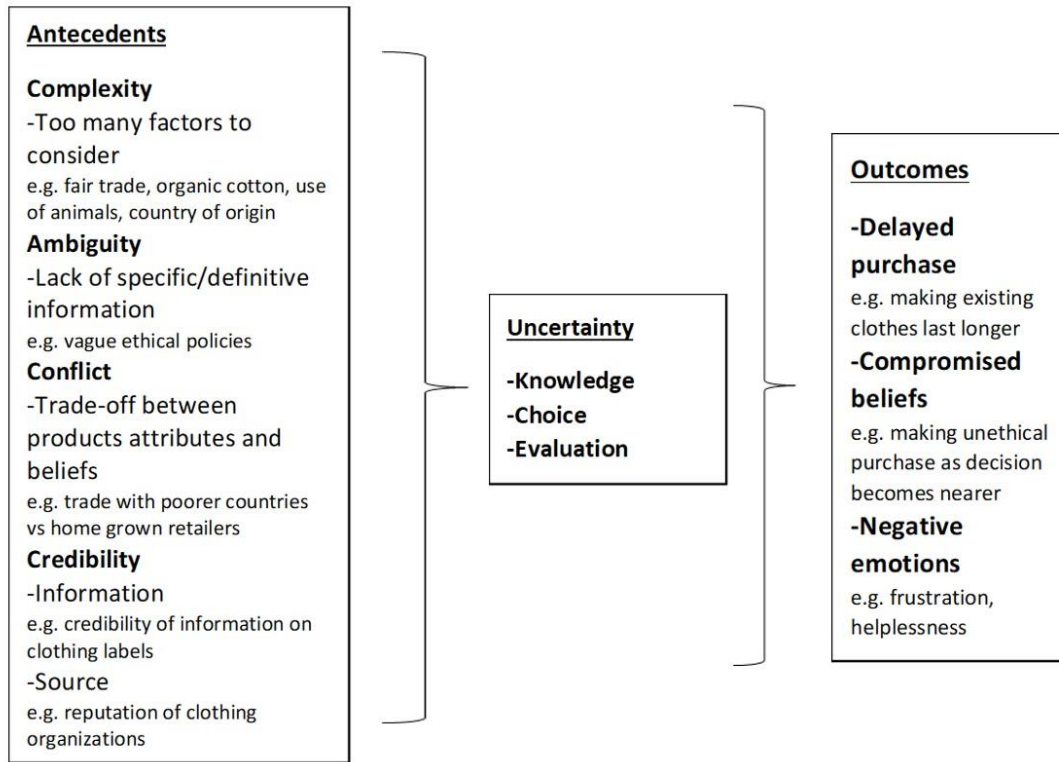 Antecedents
Complexity
-Too many factors to
consider
e.g. fair trade, organic cotton, use
of animals, country of origin
Ambiguity
-Lack of specific/definitive
information
e.g. vague ethical policies
Conflict
-Trade-off between
products attributes and
beliefs
e.g. trade with poorer countries
vs home grown retailers
Credibility
-Information
e.g. credibility of information on
clothing labels
-Source
e.g. reputation of clothing
organizations
Uncertainty
-Knowledge
-Choice
-Evaluation
Outcomes
-Delayed
purchase
e.g. making existing
clothes last longer
-Compromised
beliefs
e.g. making unethical
purchase as decision
becomes nearer
-Negative
emotions
e.g. frustration,
helplessness